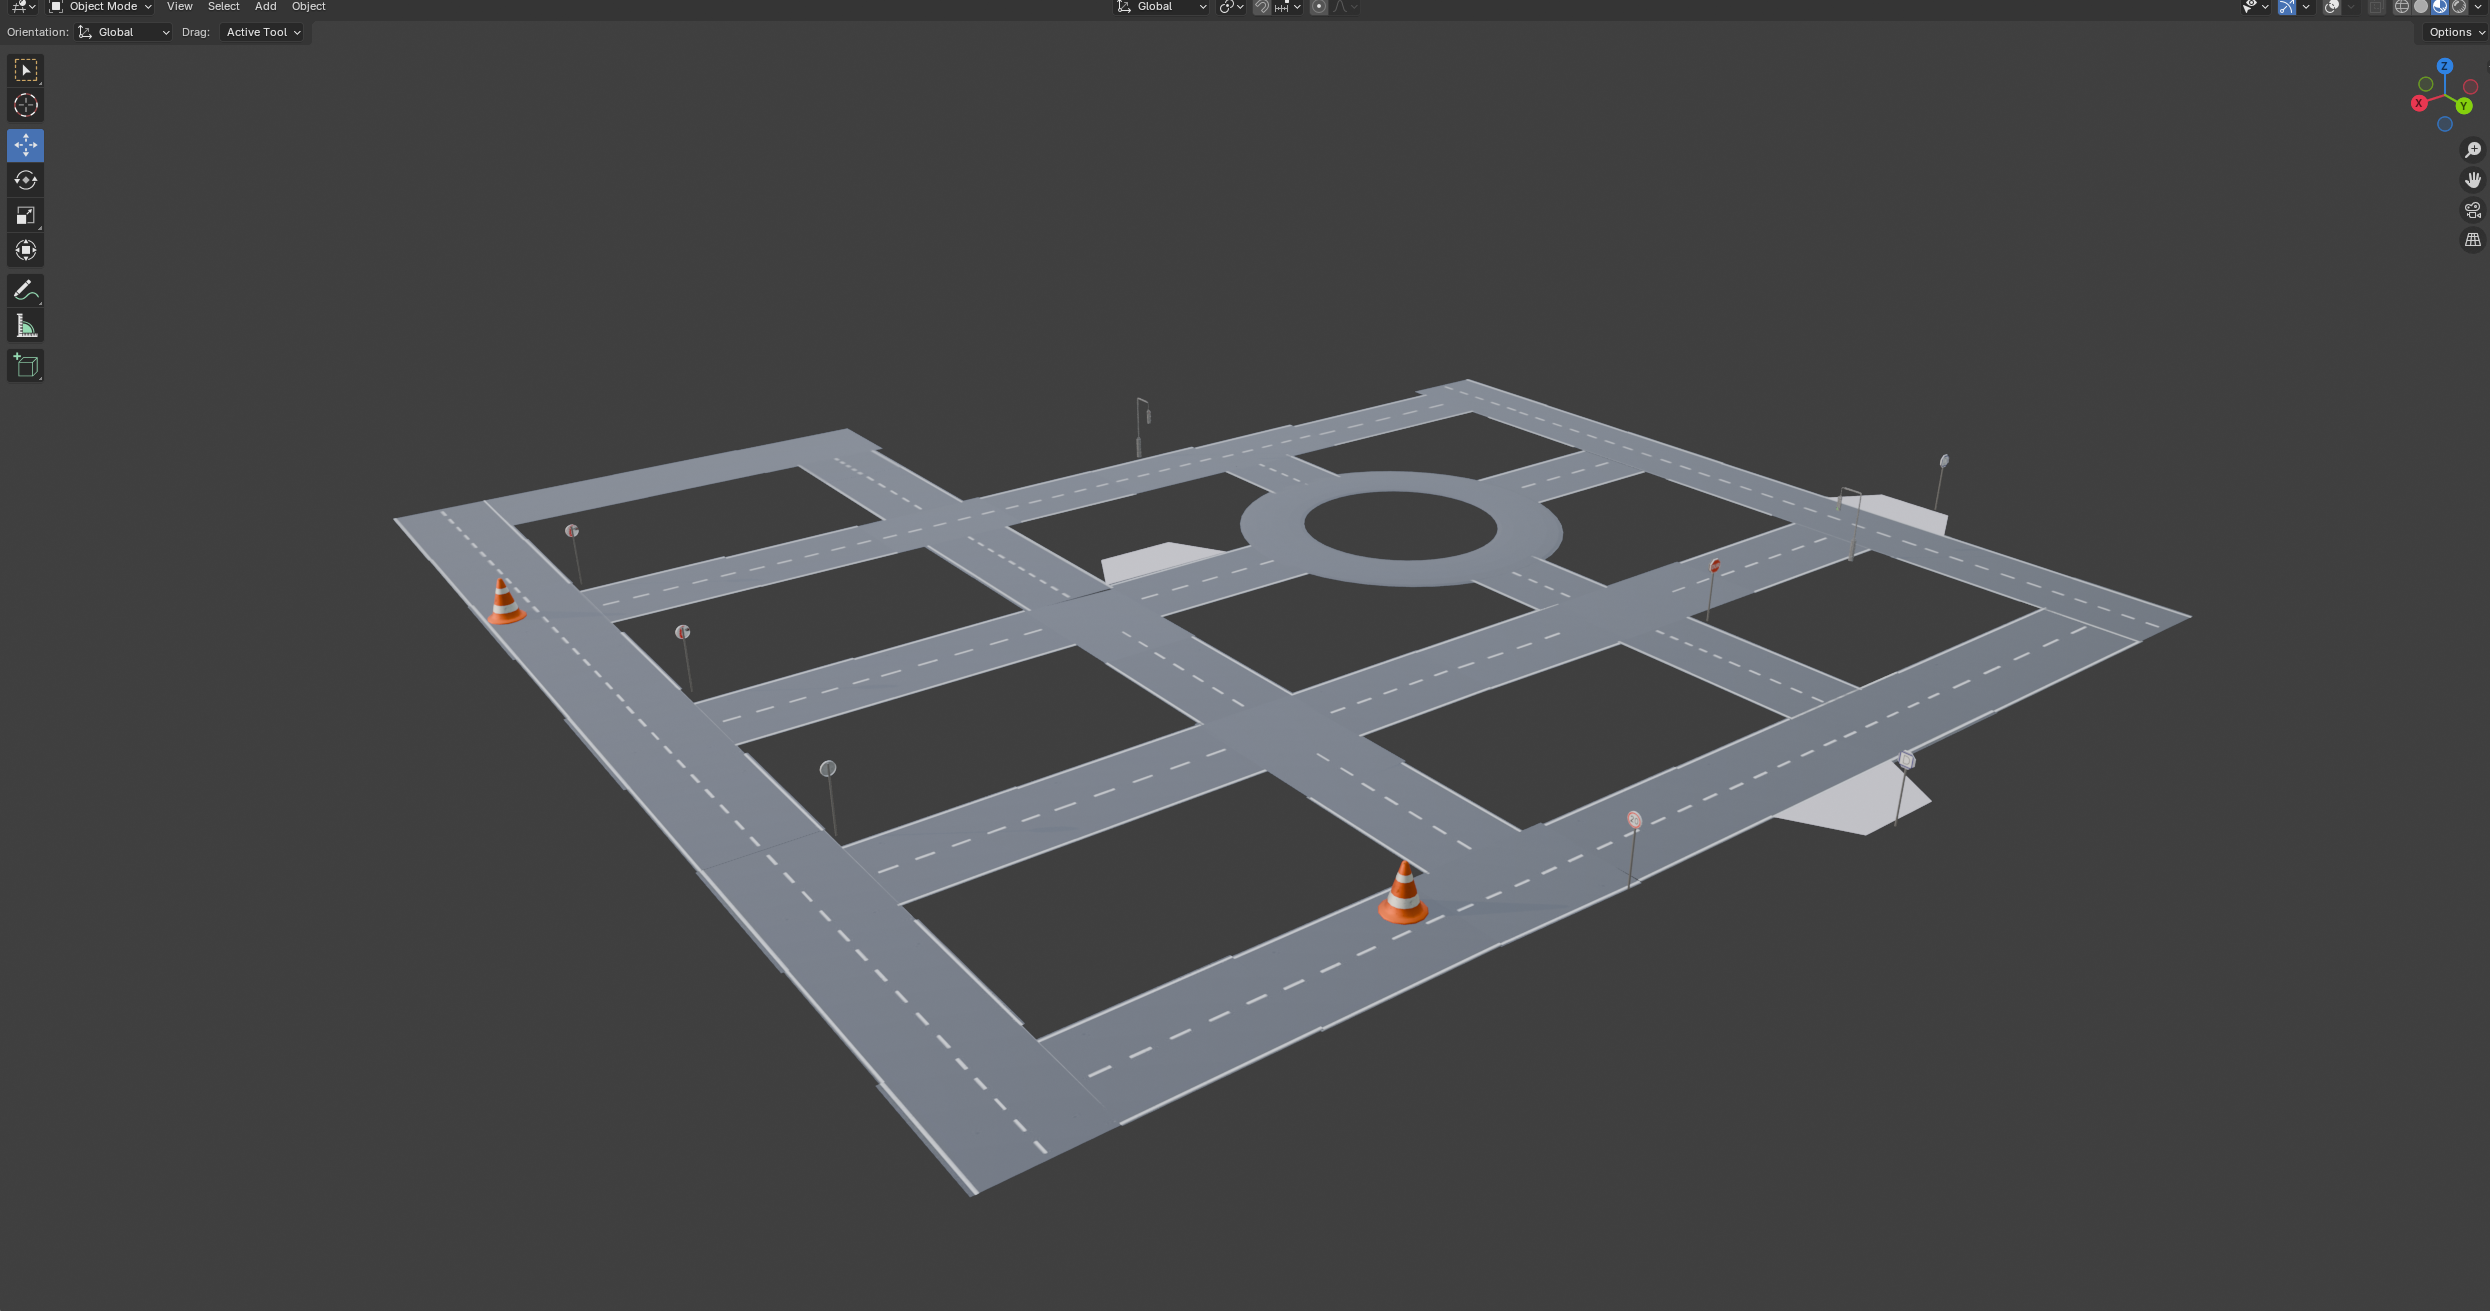 Object Mode View Select Add Object Global
Orientation: Global Drag: Active Tool Options
Z
X Y